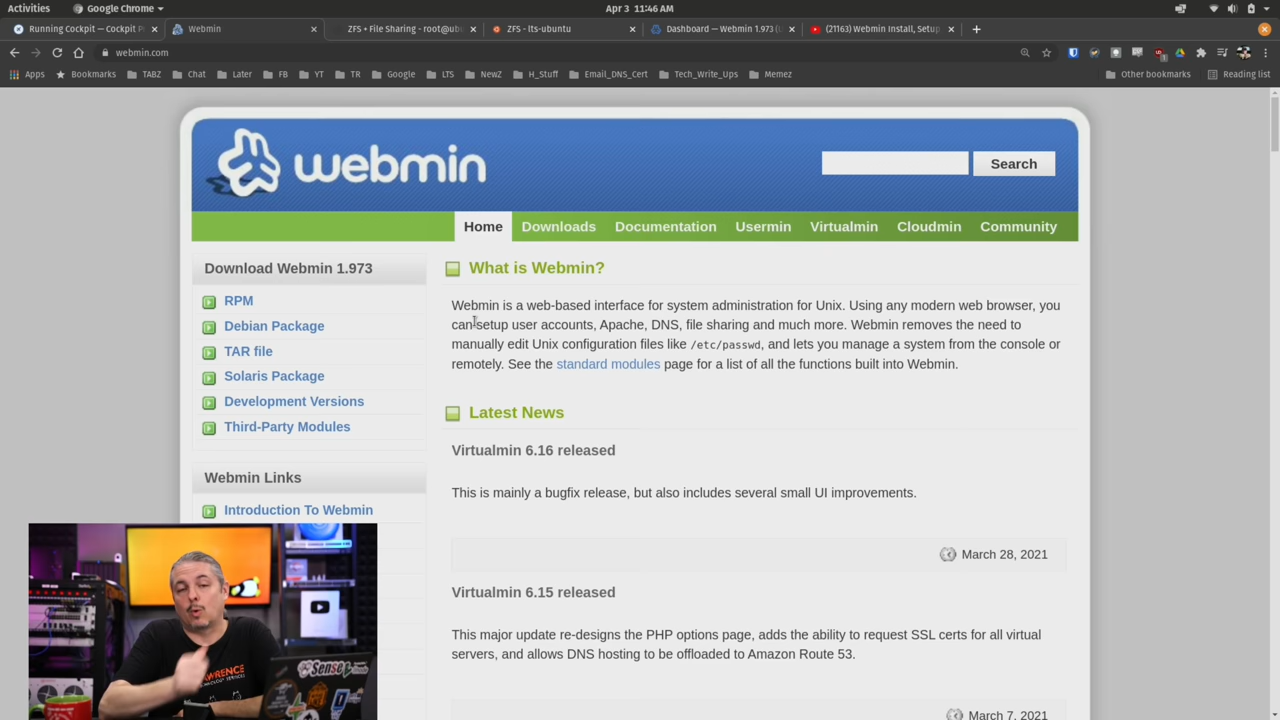 Activities
Google Chrome
Apr 3 11:46 AM
Running Cockpit — Cockpit P
Webmin
ZFS • File Sharing - root@ub
ZFS - lts-ubuntu
Dashboard — Webmin 1.973 (
(21163) Webmin Install, Setup
webmin.com
Apps
Bookmarks
TABZ
Chat
Later
FB
YT
TR
Google
LTS
NewZ
H_Stuff
Email_DNS_Cert
Tech_Write_Ups
Memez
Other bookmarks
Reading list
webmin
Search
Home
Downloads
Documentation
Usermin
Virtualmin
Cloudmin
Community
Download Webmin 1.973
RPM
Debian Package
TAR file
Solaris Package
Development Versions
Third-Party Modules
Webmin Links
Introduction To Webmin
What is Webmin?
Webmin is a web-based interface for system administration for Unix. Using any modern web browser, you
can setup user accounts, Apache, DNS, file sharing and much more. Webmin removes the need to
manually edit Unix configuration files like /etc/passwd, and lets you manage a system from the console or
remotely. See the standard modules page for a list of all the functions built into Webmin.
Latest News
Virtualmin 6.16 released
This is mainly a bugfix release, but also includes several small UI improvements.
March 28, 2021
Virtualmin 6.15 released
This major update re-designs the PHP options page, adds the ability to request SSL certs for all virtual
servers, and allows DNS hosting to be offloaded to Amazon Route 53.
March 7, 2021
LAWRENCE
TECHNOLOGY SERVICES
Sense